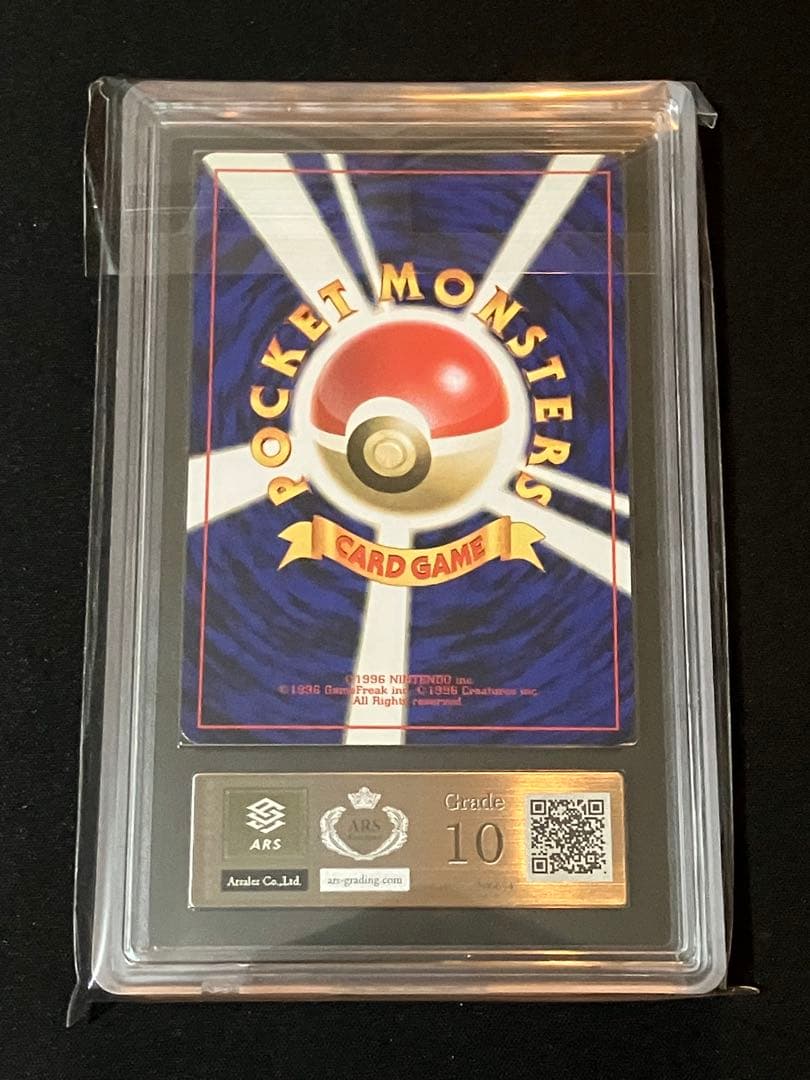 POCKET MONSTERS
CARD GAME
©1996 NINTENDO inc.
©1996 GameFreak inc. ©1996 Creatures inc.
All Rights reserved.
ARS
Arralez Co.,Ltd.
ARS
ars-grading.com
Grade
10